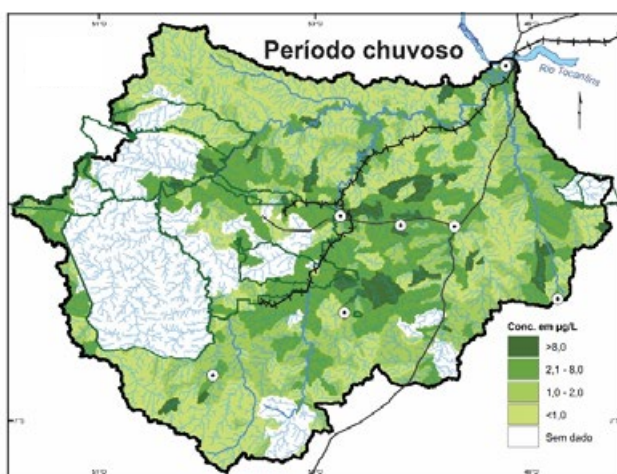 Período chuvoso
Rio Tocantins
Conc. em µg/L
>8,0
2,1 - 8,0
1,0 - 2,0
<1,0
Sem dado